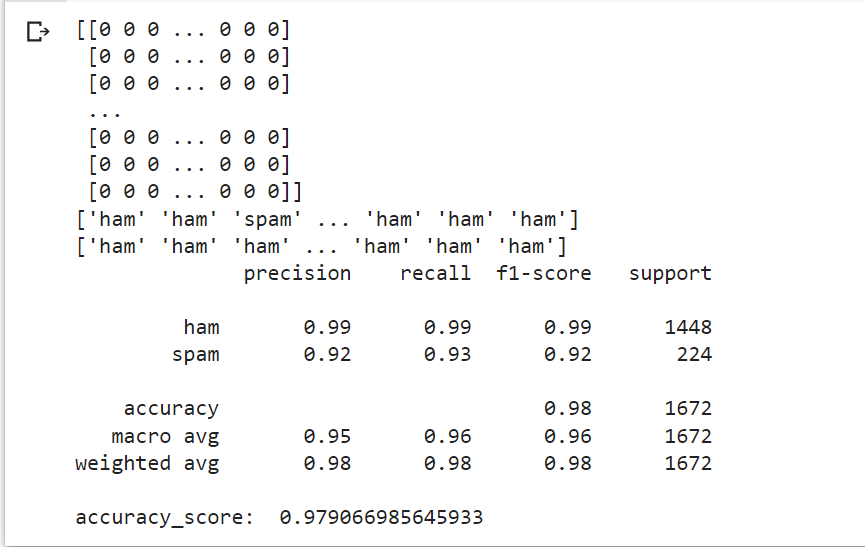 [[0 0 0 ... 0 0 0]
[0 0 0 ... 0 0 0]
[0 0 0 ... 0 0 0]
...
[0 0 0 ... 0 0 0]
[0 0 0 ... 0 0 0]
[0 0 0 ... 0 0 0]]
['ham' 'ham' 'spam' ... 'ham' 'ham' 'ham']
['ham' 'ham' 'ham' ... 'ham' 'ham' 'ham']
precision recall f1-score support
ham 0.99 0.99 0.99 1448
spam 0.92 0.93 0.92 224
accuracy 0.98 1672
macro avg 0.95 0.96 0.96 1672
weighted avg 0.98 0.98 0.98 1672
accuracy_score: 0.979066985645933